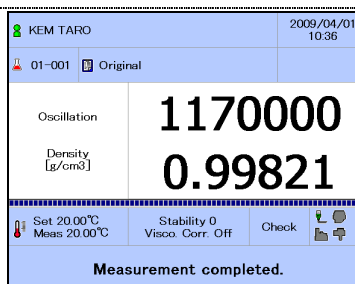 KEM TARO
2009/04/01
10:36
01-001 Original
Oscillation 1170000
Density
[g/cm3] 0.99821
Set 20.00℃
Meas 20.00℃
Stability 0
Visco. Corr. Off
Check
Measurement completed.